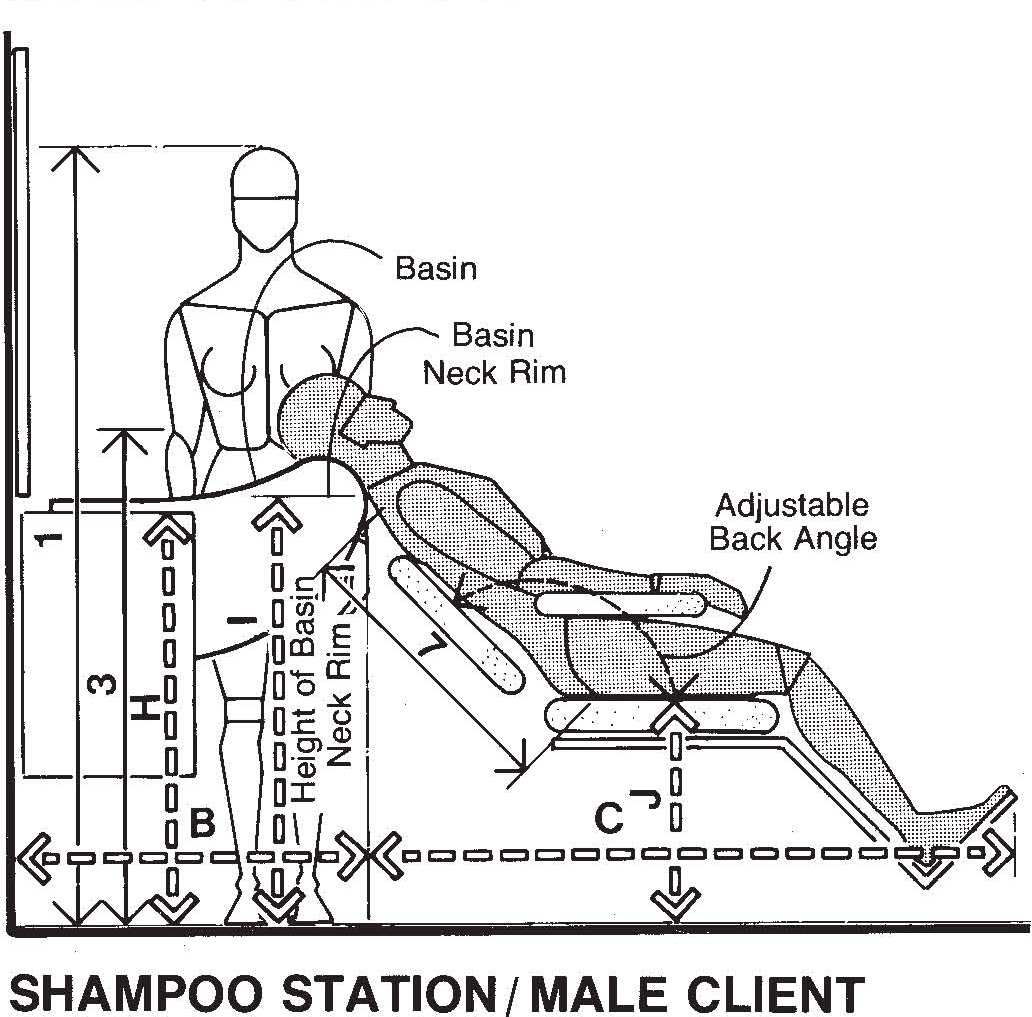 Basin
Basin
Neck Rim
Adjustable
Back Angle
1
3
H
I
Height of Basin
Neck Rim
7
B
C
J
SHAMPOO STATION/MALE CLIENT